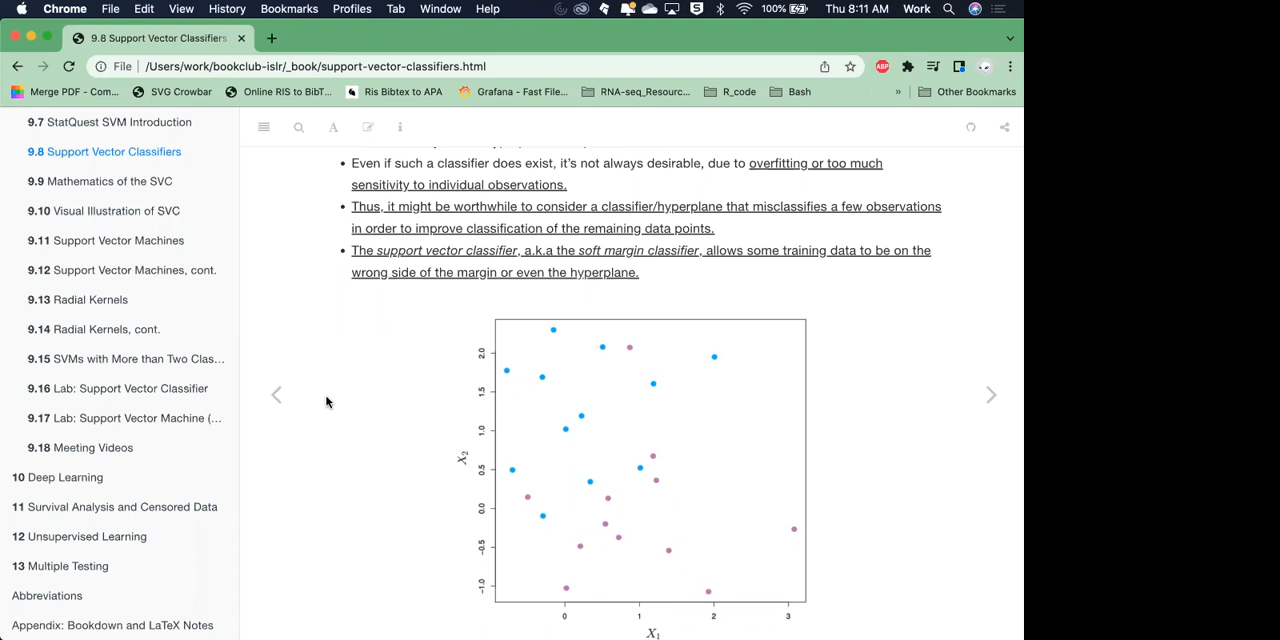 Chrome File Edit View History Bookmarks Profiles Tab Window Help 100% Thu 8:11 AM Work
9.8 Support Vector Classifiers
File /Users/work/bookclub-islr/_book/support-vector-classifiers.html ABP
Merge PDF - Com... SVG Crowbar Online RIS to BibT... Ris Bibtex to APA Grafana - Fast File... RNA-seq_Resourc... R_code Bash » Other Bookmarks
9.7 StatQuest SVM Introduction
9.8 Support Vector Classifiers
9.9 Mathematics of the SVC
9.10 Visual Illustration of SVC
9.11 Support Vector Machines
9.12 Support Vector Machines, cont.
9.13 Radial Kernels
9.14 Radial Kernels, cont.
9.15 SVMs with More than Two Clas...
9.16 Lab: Support Vector Classifier
9.17 Lab: Support Vector Machine (...
9.18 Meeting Videos
10 Deep Learning
11 Survival Analysis and Censored Data
12 Unsupervised Learning
13 Multiple Testing
Abbreviations
Appendix: Bookdown and LaTeX Notes
• Even if such a classifier does exist, it's not always desirable, due to overfitting or too much
sensitivity to individual observations.
• Thus, it might be worthwhile to consider a classifier/hyperplane that misclassifies a few observations
in order to improve classification of the remaining data points.
• The support vector classifier, a.k.a the soft margin classifier, allows some training data to be on the
wrong side of the margin or even the hyperplane.
2.0
1.5
1.0
0.5
0.0
−0.5
−1.0
X₂
0 1 2 3
X₁